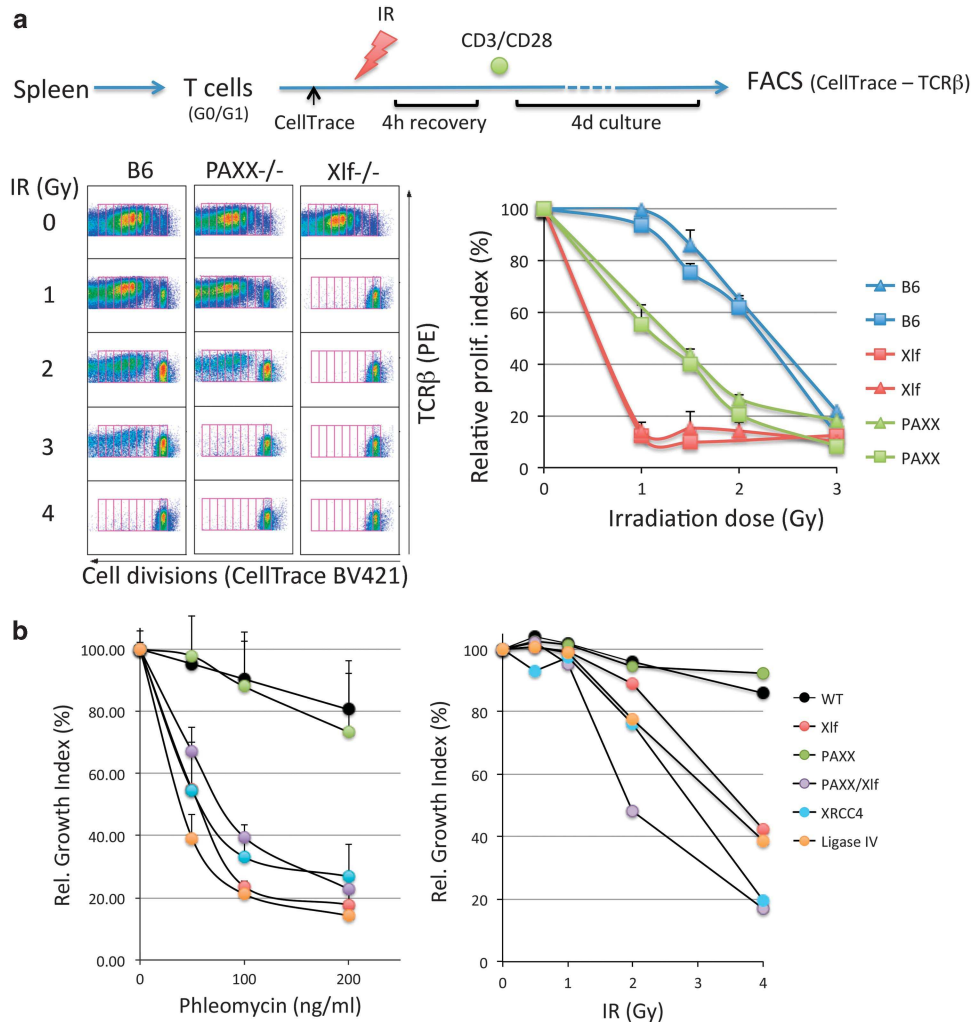 a
IR
CD3/CD28
Spleen
T cells
(G0/G1)
FACS (CellTrace – TCRβ)
CellTrace
4h recovery
4d culture
B6
PAXX-/-
Xlf-/-
IR (Gy)
0
1
2
3
4
TCRβ (PE)
Cell divisions (CellTrace BV421)
Relative prolif. index (%)
100
80
60
40
20
0
0
1
2
3
Irradiation dose (Gy)
B6
B6
Xlf
Xlf
PAXX
PAXX
b
Rel. Growth Index (%)
100.00
80.00
60.00
40.00
20.00
0.00
0
100
200
Phleomycin (ng/ml)
Rel. Growth Index (%)
100
80
60
40
20
0
0
0
1
2
3
4
IR (Gy)
WT
Xlf
PAXX
PAXX/Xlf
XRCC4
Ligase IV